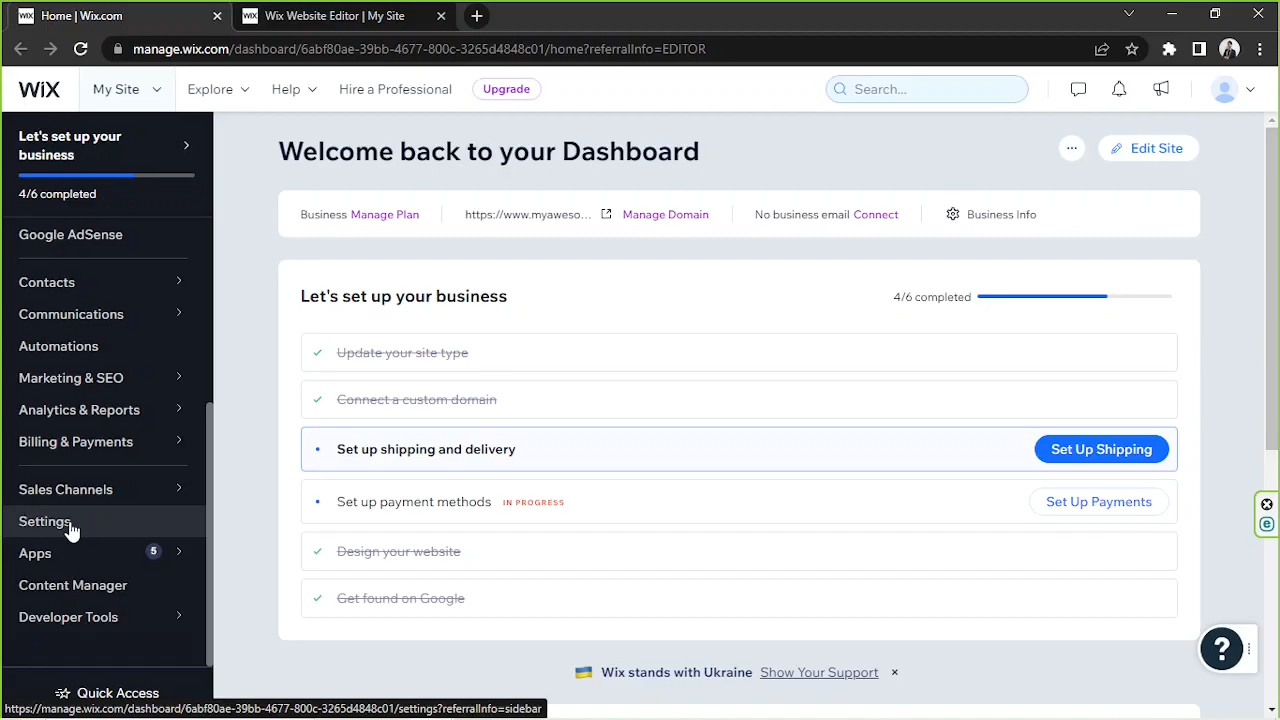 WIX Home | Wix.com
WIX Wix Website Editor | My Site
manage.wix.com/dashboard/6abf80ae-39bb-4677-800c-3265d4848c01/home?referralInfo=EDITOR
WIX My Site Explore Help Hire a Professional Upgrade Search...
Let's set up your
business
4/6 completed
Google AdSense
Contacts
Communications
Automations
Marketing & SEO
Analytics & Reports
Billing & Payments
Sales Channels
Settings
Apps 5
Content Manager
Developer Tools
Quick Access
Welcome back to your Dashboard
... Edit Site
Business Manage Plan https://www.myaweso... Manage Domain No business email Connect Business Info
Let's set up your business 4/6 completed
Update your site type
Connect a custom domain
Set up shipping and delivery Set Up Shipping
Set up payment methods IN PROGRESS Set Up Payments
Design your website
Get found on Google
?
Wix stands with Ukraine Show Your Support ×
https://manage.wix.com/dashboard/6abf80ae-39bb-4677-800c-3265d4848c01/settings?referralInfo=sidebar